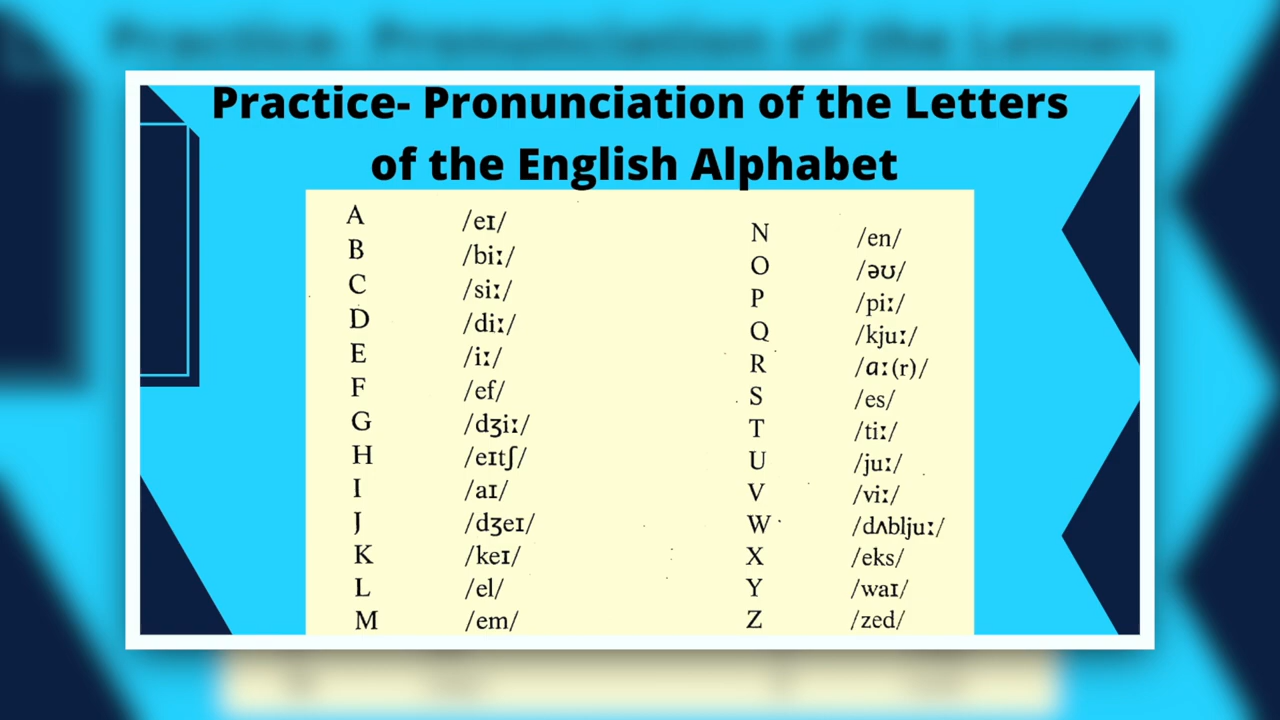 Practice- Pronunciation of the Letters
of the English Alphabet
A /eɪ/
B /biː/
C /siː/
D /diː/
E /iː/
F /ef/
G /dʒiː/
H /eɪtʃ/
I /aɪ/
J /dʒeɪ/
K /keɪ/
L /el/
M /em/
N /en/
O /əʊ/
P /piː/
Q /kjuː/
R /ɑː(r)/
S /es/
T /tiː/
U /juː/
V /viː/
W /dʌbljuː/
X /eks/
Y /waɪ/
Z /zed/